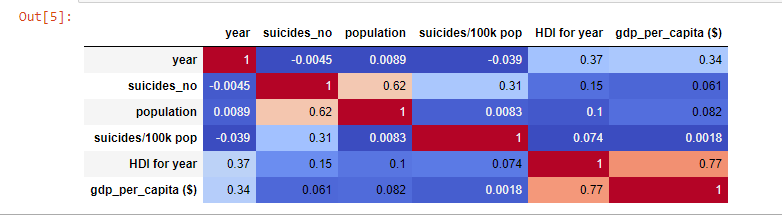 Out[5]:
year suicides_no population suicides/100k pop HDI for year gdp_per_capita ($)
year 1 -0.0045 0.0089 -0.039 0.37 0.34
suicides_no -0.0045 1 0.62 0.31 0.15 0.061
population 0.0089 0.62 1 0.0083 0.1 0.082
suicides/100k pop -0.039 0.31 0.0083 1 0.074 0.0018
HDI for year 0.37 0.15 0.1 0.074 1 0.77
gdp_per_capita ($) 0.34 0.061 0.082 0.0018 0.77 1